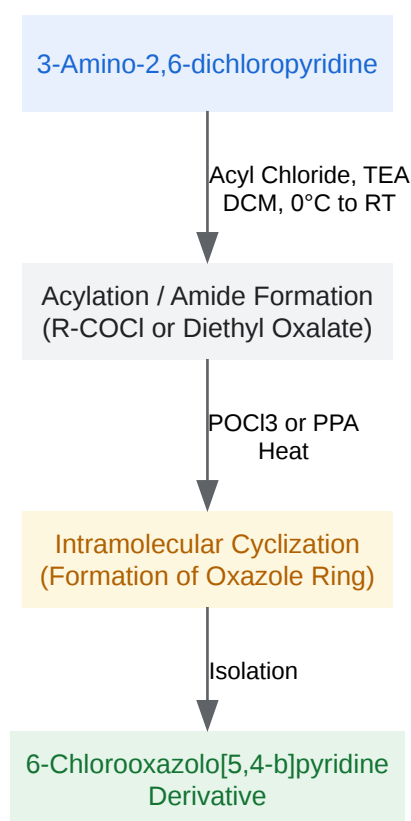 3-Amino-2,6-dichloropyridine
Acyl Chloride, TEA
DCM, 0°C to RT
Acylation / Amide Formation
(R-COCl or Diethyl Oxalate)
POCl3 or PPA
Heat
Intramolecular Cyclization
(Formation of Oxazole Ring)
Isolation
6-Chlorooxazolo[5,4-b]pyridine
Derivative